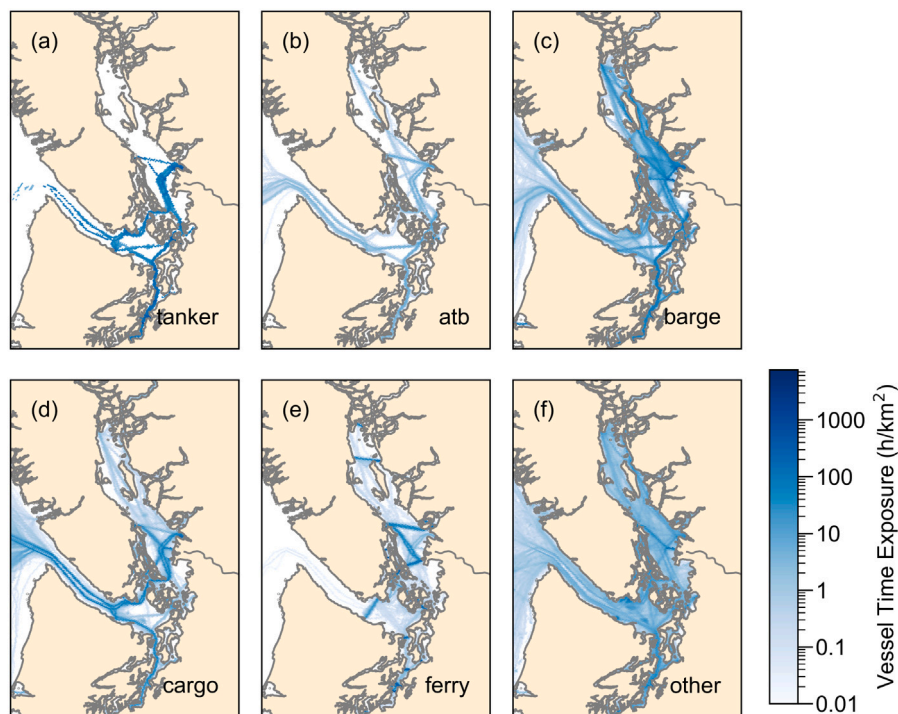 (a)
tanker
(b)
atb
(c)
barge
(d)
cargo
(e)
ferry
(f)
other
1000
100
10
1
0.1
0.01
Vessel Time Exposure (h/km²)